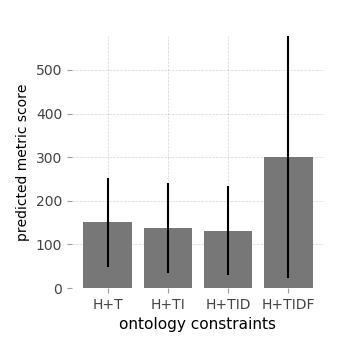 predicted metric score
500
400
300
200
100
0
H+T H+TI H+TID H+TIDF
ontology constraints